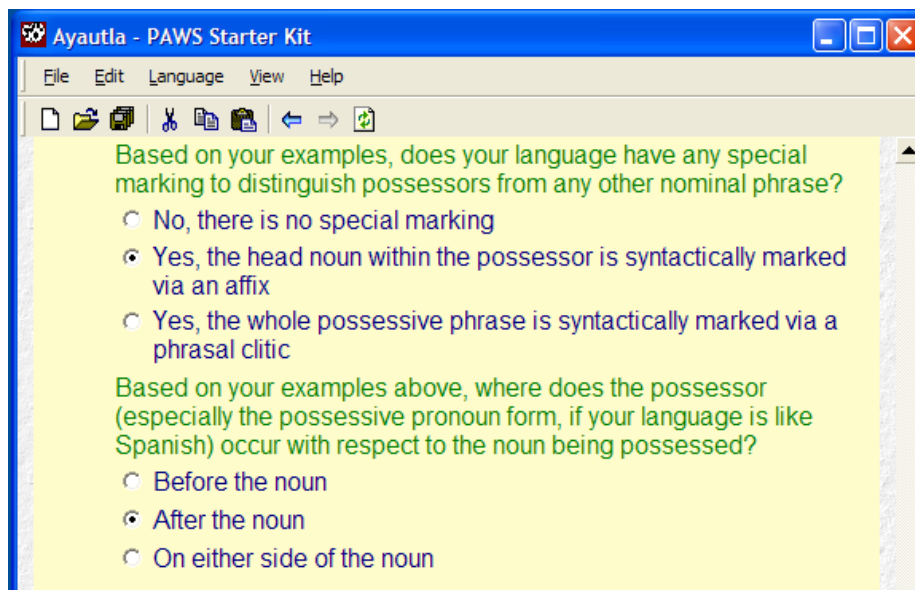 Ayautla - PAWS Starter Kit
File Edit Language View Help
Based on your examples, does your language have any special
marking to distinguish possessors from any other nominal phrase?
No, there is no special marking
Yes, the head noun within the possessor is syntactically marked
via an affix
Yes, the whole possessive phrase is syntactically marked via a
phrasal clitic
Based on your examples above, where does the possessor
(especially the possessive pronoun form, if your language is like
Spanish) occur with respect to the noun being possessed?
Before the noun
After the noun
On either side of the noun